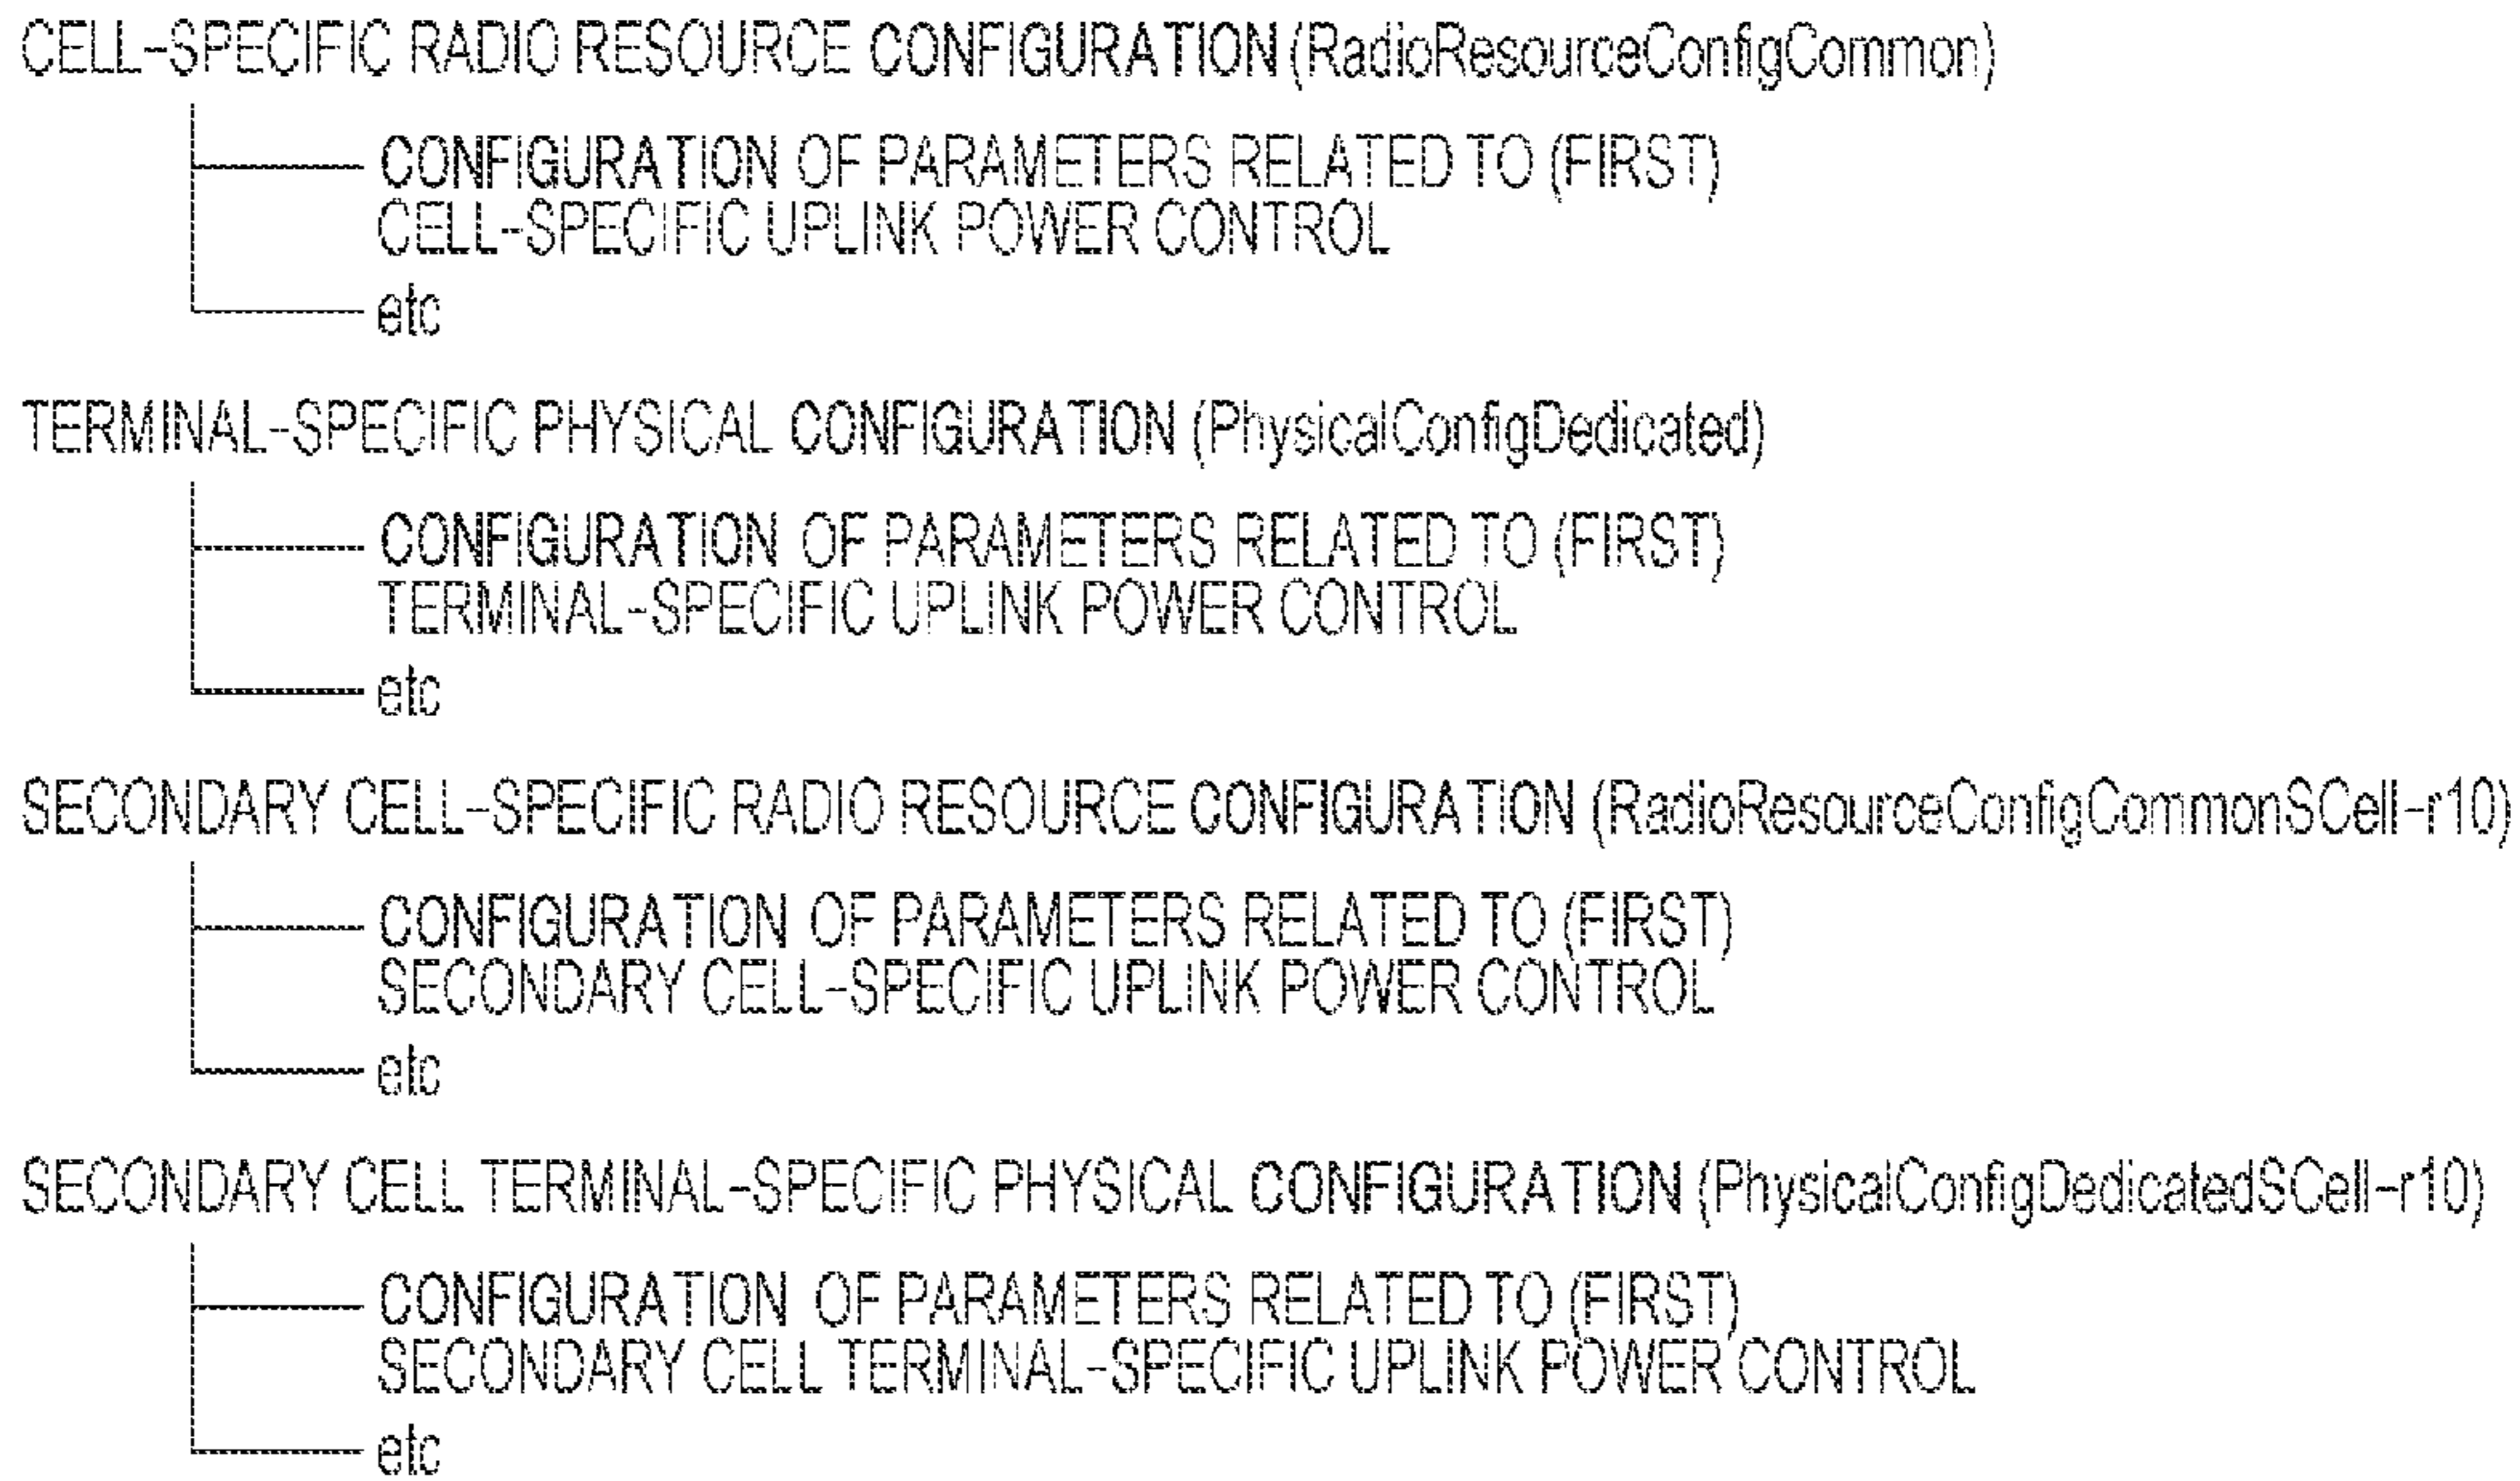 CELL-SPECIFIC RADIO RESOURCE CONFIGURATION (RadioResourceConfigCommon)
CONFIGURATION OF PARAMETERS RELATED TO (FIRST)
CELL-SPECIFIC UPLINK POWER CONTROL
etc
TERMINAL-SPECIFIC PHYSICAL CONFIGURATION (PhysicalConfigDedicated)
CONFIGURATION OF PARAMETERS RELATED TO (FIRST)
TERMINAL-SPECIFIC UPLINK POWER CONTROL
etc
SECONDARY CELL-SPECIFIC RADIO RESOURCE CONFIGURATION (RadioResourceConfigCommonSCell-r10)
CONFIGURATION OF PARAMETERS RELATED TO (FIRST)
SECONDARY CELL-SPECIFIC UPLINK POWER CONTROL
etc
SECONDARY CELL TERMINAL-SPECIFIC PHYSICAL CONFIGURATION (PhysicalConfigDedicatedSCell-r10)
CONFIGURATION OF PARAMETERS RELATED TO (FIRST)
SECONDARY CELL TERMINAL-SPECIFIC UPLINK POWER CONTROL
etc